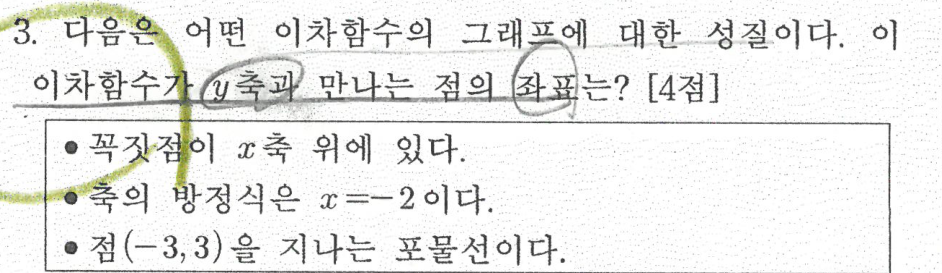 3. 다음은 어떤 이차함수의 그래프에 대한 성질이다. 이
이차함수가 y축과 만나는 점의 좌표는? [4점]
• 꼭짓점이 x축 위에 있다.
• 축의 방정식은 x=-2이다.
• 점(-3, 3)을 지나는 포물선이다.